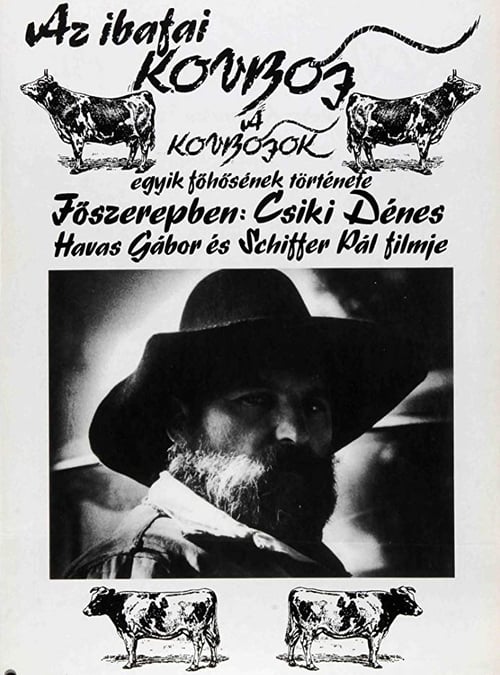 Az ibafai
KOVBOJ
A
KOVBOJOK
egyik főhősének története
Főszerepben: Csiki Dénes
Havas Gábor és Schiffer Pál filmje